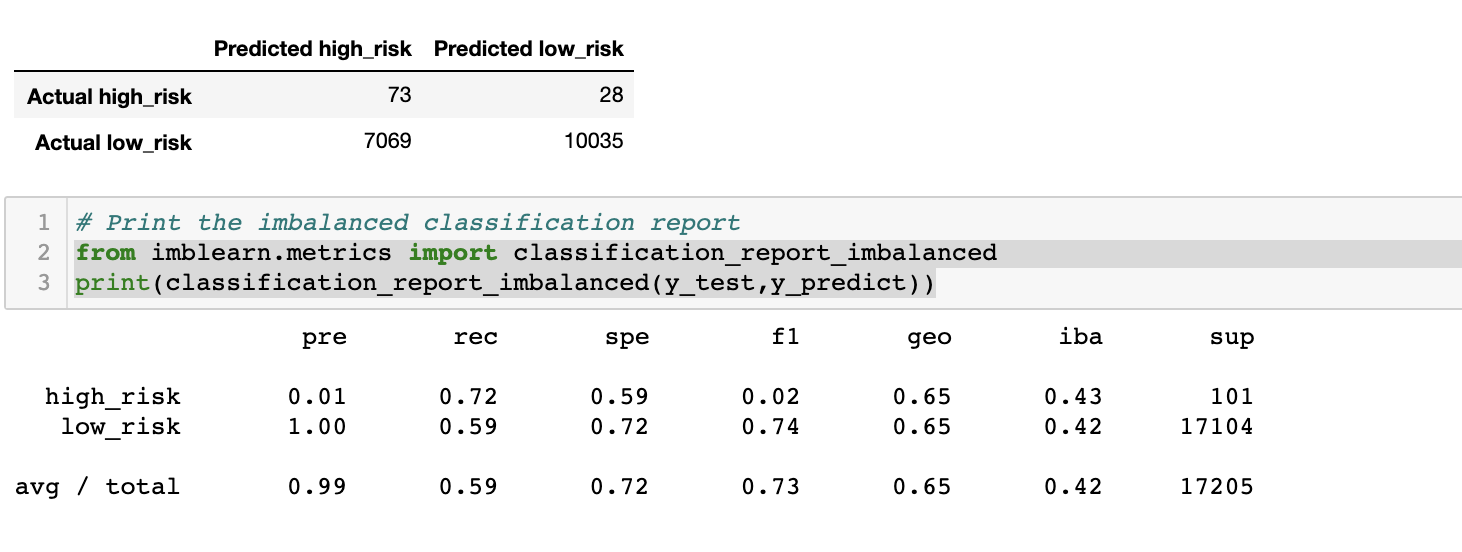 Predicted high_risk Predicted low_risk
Actual high_risk 73 28
Actual low_risk 7069 10035
1 # Print the imbalanced classification report
2 from imblearn.metrics import classification_report_imbalanced
3 print(classification_report_imbalanced(y_test,y_predict))
pre rec spe f1 geo iba sup
high_risk 0.01 0.72 0.59 0.02 0.65 0.43 101
low_risk 1.00 0.59 0.72 0.74 0.65 0.42 17104
avg / total 0.99 0.59 0.72 0.73 0.65 0.42 17205